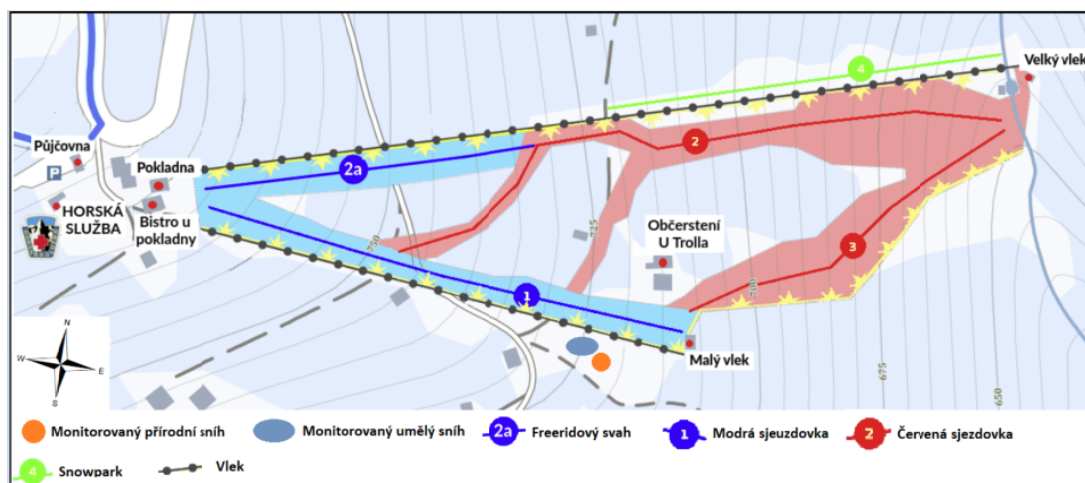 4
Velký vlek
Půjčovna
P
Pokladna
2a
2
HORSKÁ
SLUŽBA
Bistro u
pokladny
750
725
Občerstení
U Trolla
3
700
1
Malý vlek
675
650
N
W
E
S
Monitorovaný přírodní sníh
Monitorovaný umělý sníh
2a
Freeridový svah
1
Modrá sjeuzdovka
2
Červená sjezdovka
4
Snowpark
Vlek